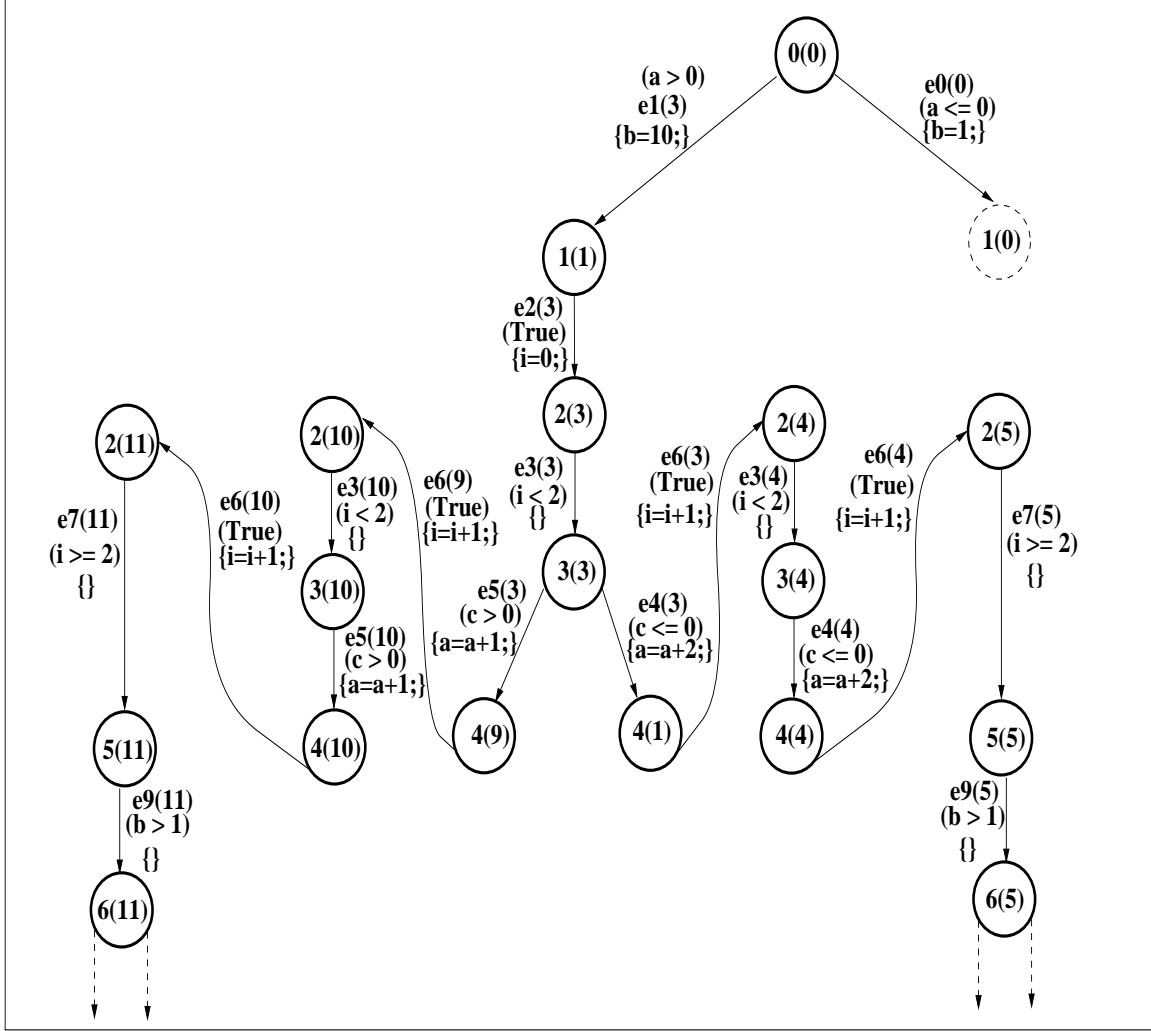 0(0)
(a > 0)
e1(3)
{b=10;}
e0(0)
(a <= 0)
{b=1;}
1(1)
1(0)
e2(3)
(True)
{i=0;}
2(11)
2(10)
2(3)
2(4)
2(5)
e7(11)
(i >= 2)
{}
e6(10)
(True)
{i=i+1;}
e3(10)
(i < 2)
{}
e6(9)
(True)
{i=i+1;}
e3(3)
(i < 2)
{}
e6(3)
(True)
{i=i+1;}
e3(4)
(i < 2)
{}
e6(4)
(True)
{i=i+1;}
e7(5)
(i >= 2)
{}
3(10)
3(3)
3(4)
e5(10)
(c > 0)
{a=a+1;}
e5(3)
(c > 0)
{a=a+1;}
e4(3)
(c <= 0)
{a=a+2;}
e4(4)
(c <= 0)
{a=a+2;}
5(11)
4(10)
4(9)
4(1)
4(4)
5(5)
e9(11)
(b > 1)
{}
e9(5)
(b > 1)
{}
6(11)
6(5)